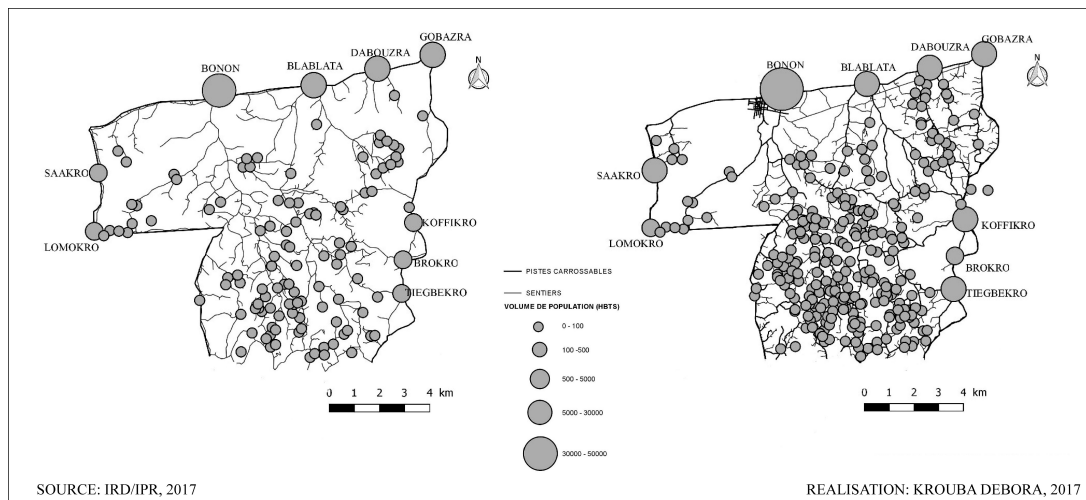 GOBAZRA
DABOUZRA
BLABLATA
BONON
N
SAAKRO
LOMOKRO
KOFFIKRO
BROKRO
TIEGBEKRO
0 1 2 3 4 km
PISTES CARROSSABLES
SENTIERS
VOLUME DE POPULATION (HBTS)
0 - 100
100 -500
500 - 5000
5000 - 30000
30000 - 50000
GOBAZRA
DABOUZRA
BLABLATA
BONON
N
SAAKRO
LOMOKRO
KOFFIKRO
BROKRO
TIEGBEKRO
0 1 2 3 4 km
SOURCE: IRD/IPR, 2017
REALISATION: KROUBA DEBORA, 2017